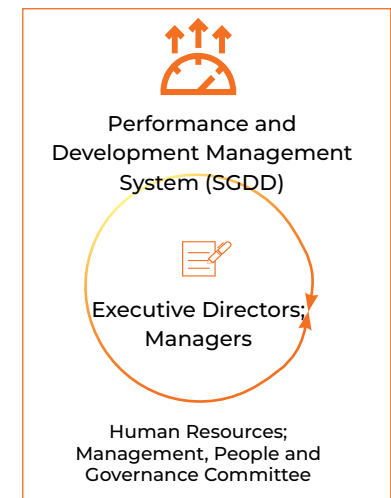 Performance and
Development Management
System (SGDD)
Executive Directors;
Managers
Human Resources;
Management, People and
Governance Committee